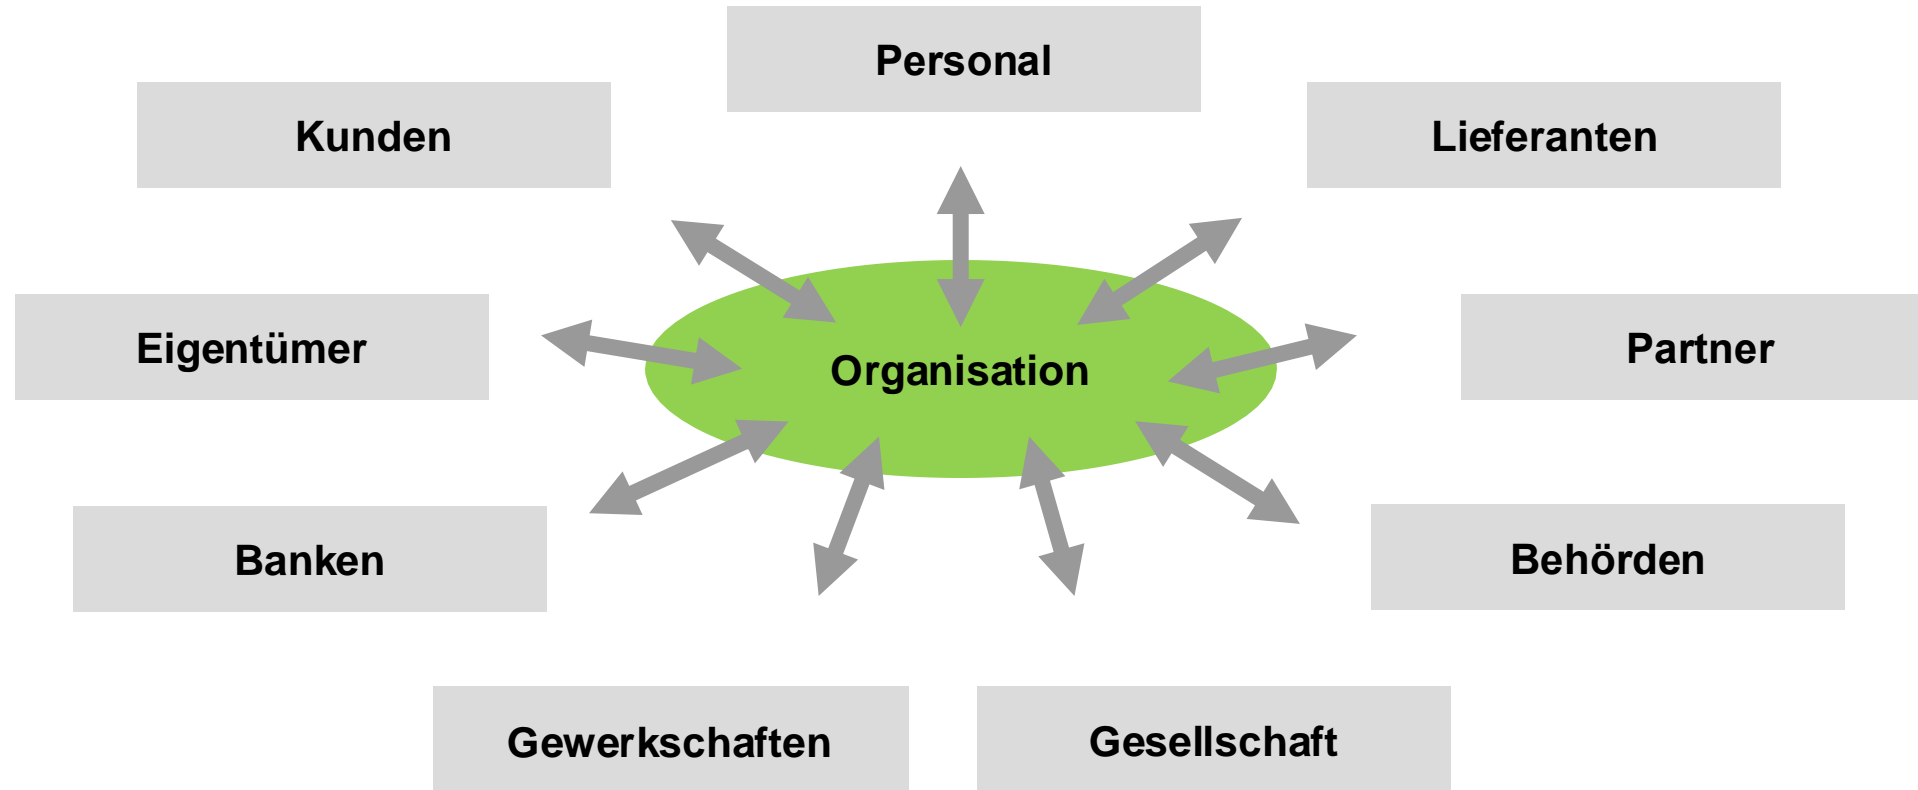 Personal
Kunden
Lieferanten
Eigentümer
Organisation
Partner
Banken
Behörden
Gewerkschaften
Gesellschaft